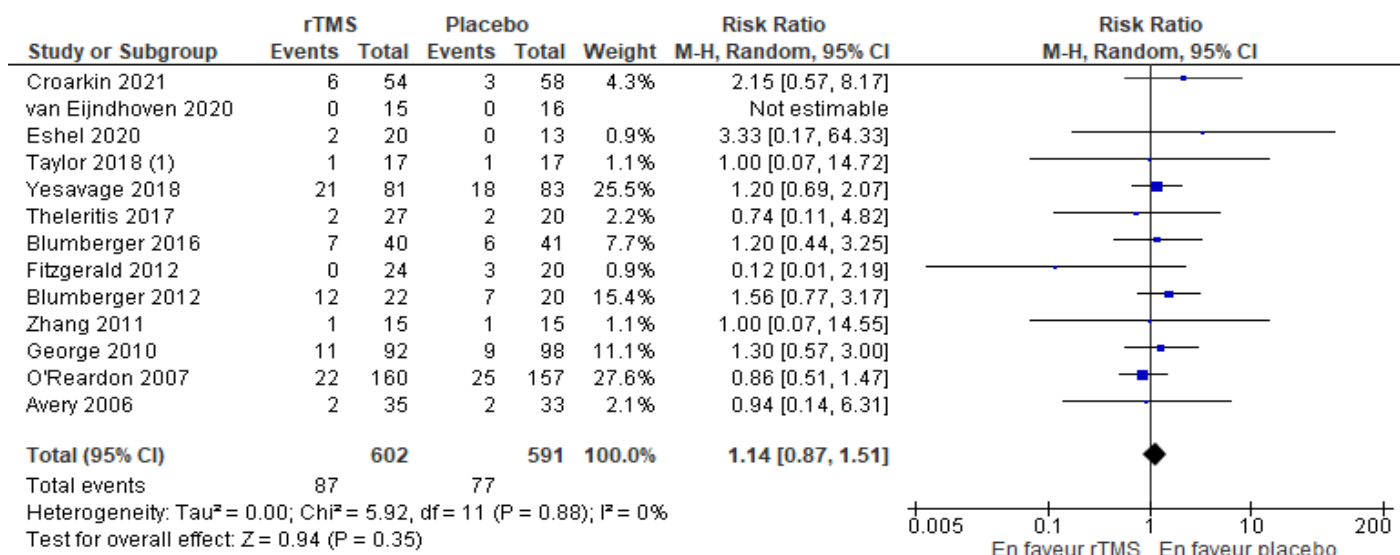 rTMS Placebo Risk Ratio Risk Ratio
Study or Subgroup Events Total Events Total Weight M-H, Random, 95% CI M-H, Random, 95% CI
Croarkin 2021 6 54 3 58 4.3% 2.15 [0.57, 8.17]
van Eijndhoven 2020 0 15 0 16 Not estimable
Eshel 2020 2 20 0 13 0.9% 3.33 [0.17, 64.33]
Taylor 2018 (1) 1 17 1 17 1.1% 1.00 [0.07, 14.72]
Yesavage 2018 21 81 18 83 25.5% 1.20 [0.69, 2.07]
Theleritis 2017 2 27 2 20 2.2% 0.74 [0.11, 4.82]
Blumberger 2016 7 40 6 41 7.7% 1.20 [0.44, 3.25]
Fitzgerald 2012 0 24 3 20 0.9% 0.12 [0.01, 2.19]
Blumberger 2012 12 22 7 20 15.4% 1.56 [0.77, 3.17]
Zhang 2011 1 15 1 15 1.1% 1.00 [0.07, 14.55]
George 2010 11 92 9 98 11.1% 1.30 [0.57, 3.00]
O'Reardon 2007 22 160 25 157 27.6% 0.86 [0.51, 1.47]
Avery 2006 2 35 2 33 2.1% 0.94 [0.14, 6.31]
Total (95% CI) 602 591 100.0% 1.14 [0.87, 1.51]
Total events 87 77
Heterogeneity: Tau² = 0.00; Chi² = 5.92, df = 11 (P = 0.88); I² = 0%
Test for overall effect: Z = 0.94 (P = 0.35)
0.005 0.1 1 10 200
En faveur rTMS En faveur placebo